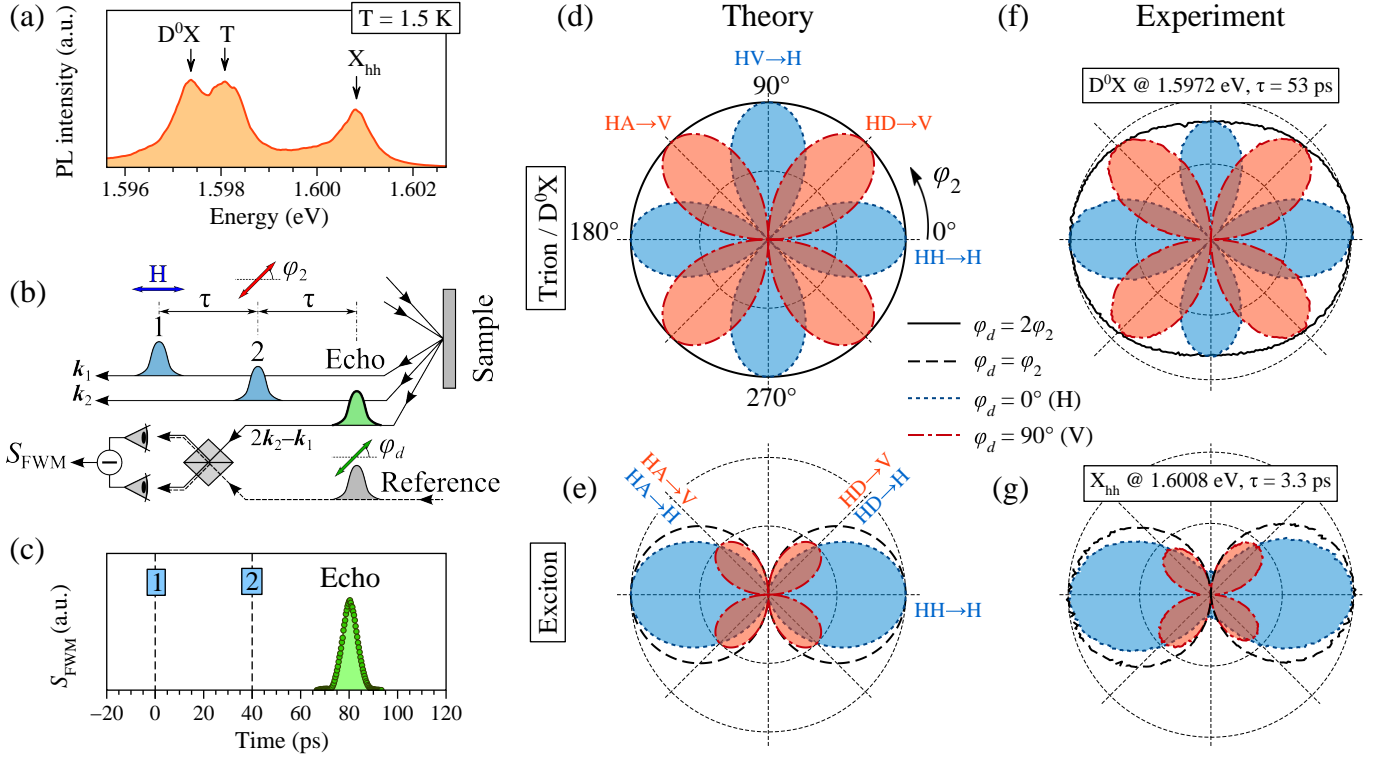 (a)
T = 1.5 K
D⁰X
T
X_hh
PL intensity (a.u.)
1.596
1.598
1.600
1.602
Energy (eV)
(b)
H
φ₂
τ
τ
1
2
Echo
k₁
k₂
2k₂–k₁
Sample
S_FWM
φ_d
Reference
(c)
1
2
Echo
S_FWM (a.u.)
−20
0
20
40
60
80
100
120
Time (ps)
Theory
(d)
HV→H
90°
HA→V
HD→V
φ₂
180°
0°
HH→H
270°
Trion / D⁰X
φ_d = 2φ₂
φ_d = φ₂
φ_d = 0° (H)
φ_d = 90° (V)
(e)
HA→V
HA→H
HD→V
HD→H
HH→H
Exciton
Experiment
(f)
D⁰X @ 1.5972 eV, τ = 53 ps
(g)
X_hh @ 1.6008 eV, τ = 3.3 ps